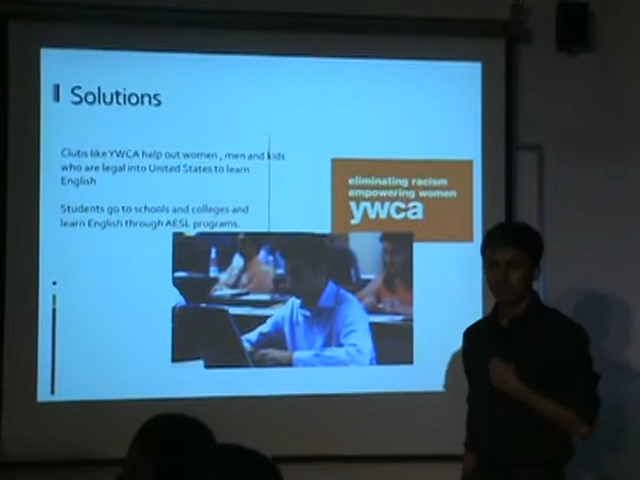 Solutions
Clubs like YWCA help out women , men and kids
who are legal into United States to learn
English
Students go to schools and colleges and
learn English through AESL programs.
eliminating racism
empowering women
ywca